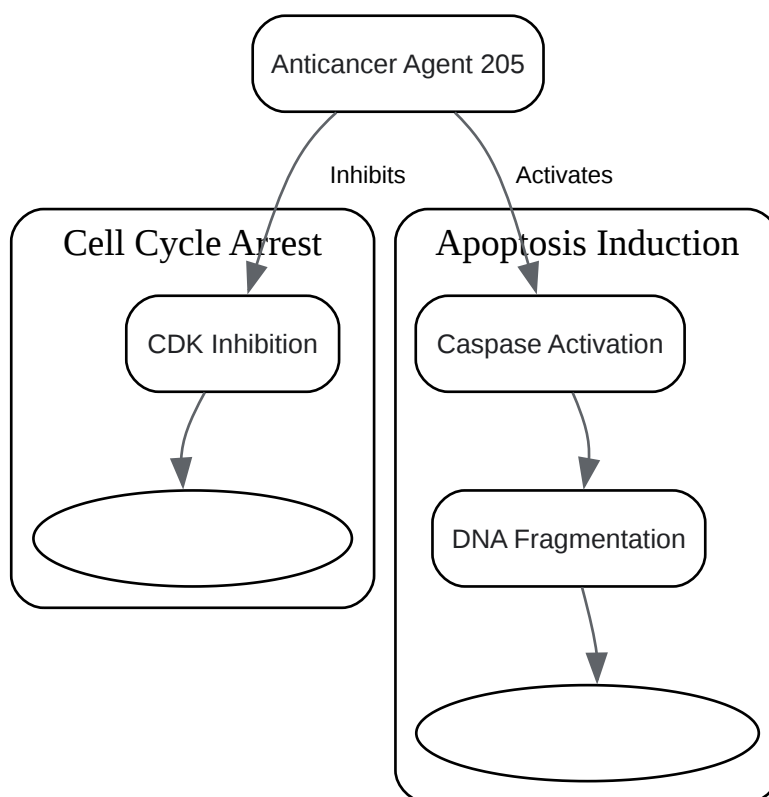 Anticancer Agent 205
Inhibits
Activates
Cell Cycle Arrest
Apoptosis Induction
CDK Inhibition
Caspase Activation
DNA Fragmentation